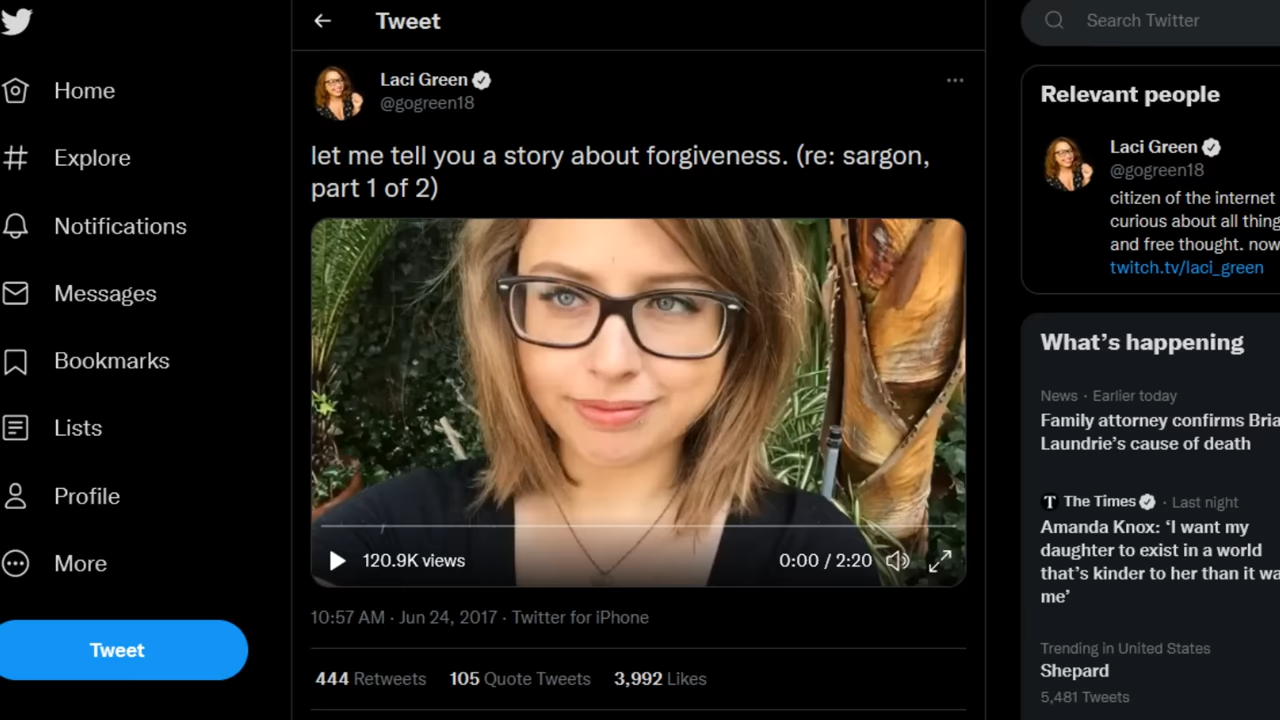 Home
Explore
Notifications
Messages
Bookmarks
Lists
Profile
More
Tweet
Tweet
Laci Green
@gogreen18
let me tell you a story about forgiveness. (re: sargon,
part 1 of 2)
120.9K views
0:00 / 2:20
10:57 AM · Jun 24, 2017 · Twitter for iPhone
444 Retweets 105 Quote Tweets 3,992 Likes
Search Twitter
Relevant people
Laci Green
@gogreen18
citizen of the internet
curious about all thing
and free thought. now
twitch.tv/laci_green
What's happening
News · Earlier today
Family attorney confirms Bria
Laundrie's cause of death
T The Times · Last night
Amanda Knox: ‘I want my
daughter to exist in a world
that’s kinder to her than it wa
me’
Trending in United States
Shepard
5,481 Tweets